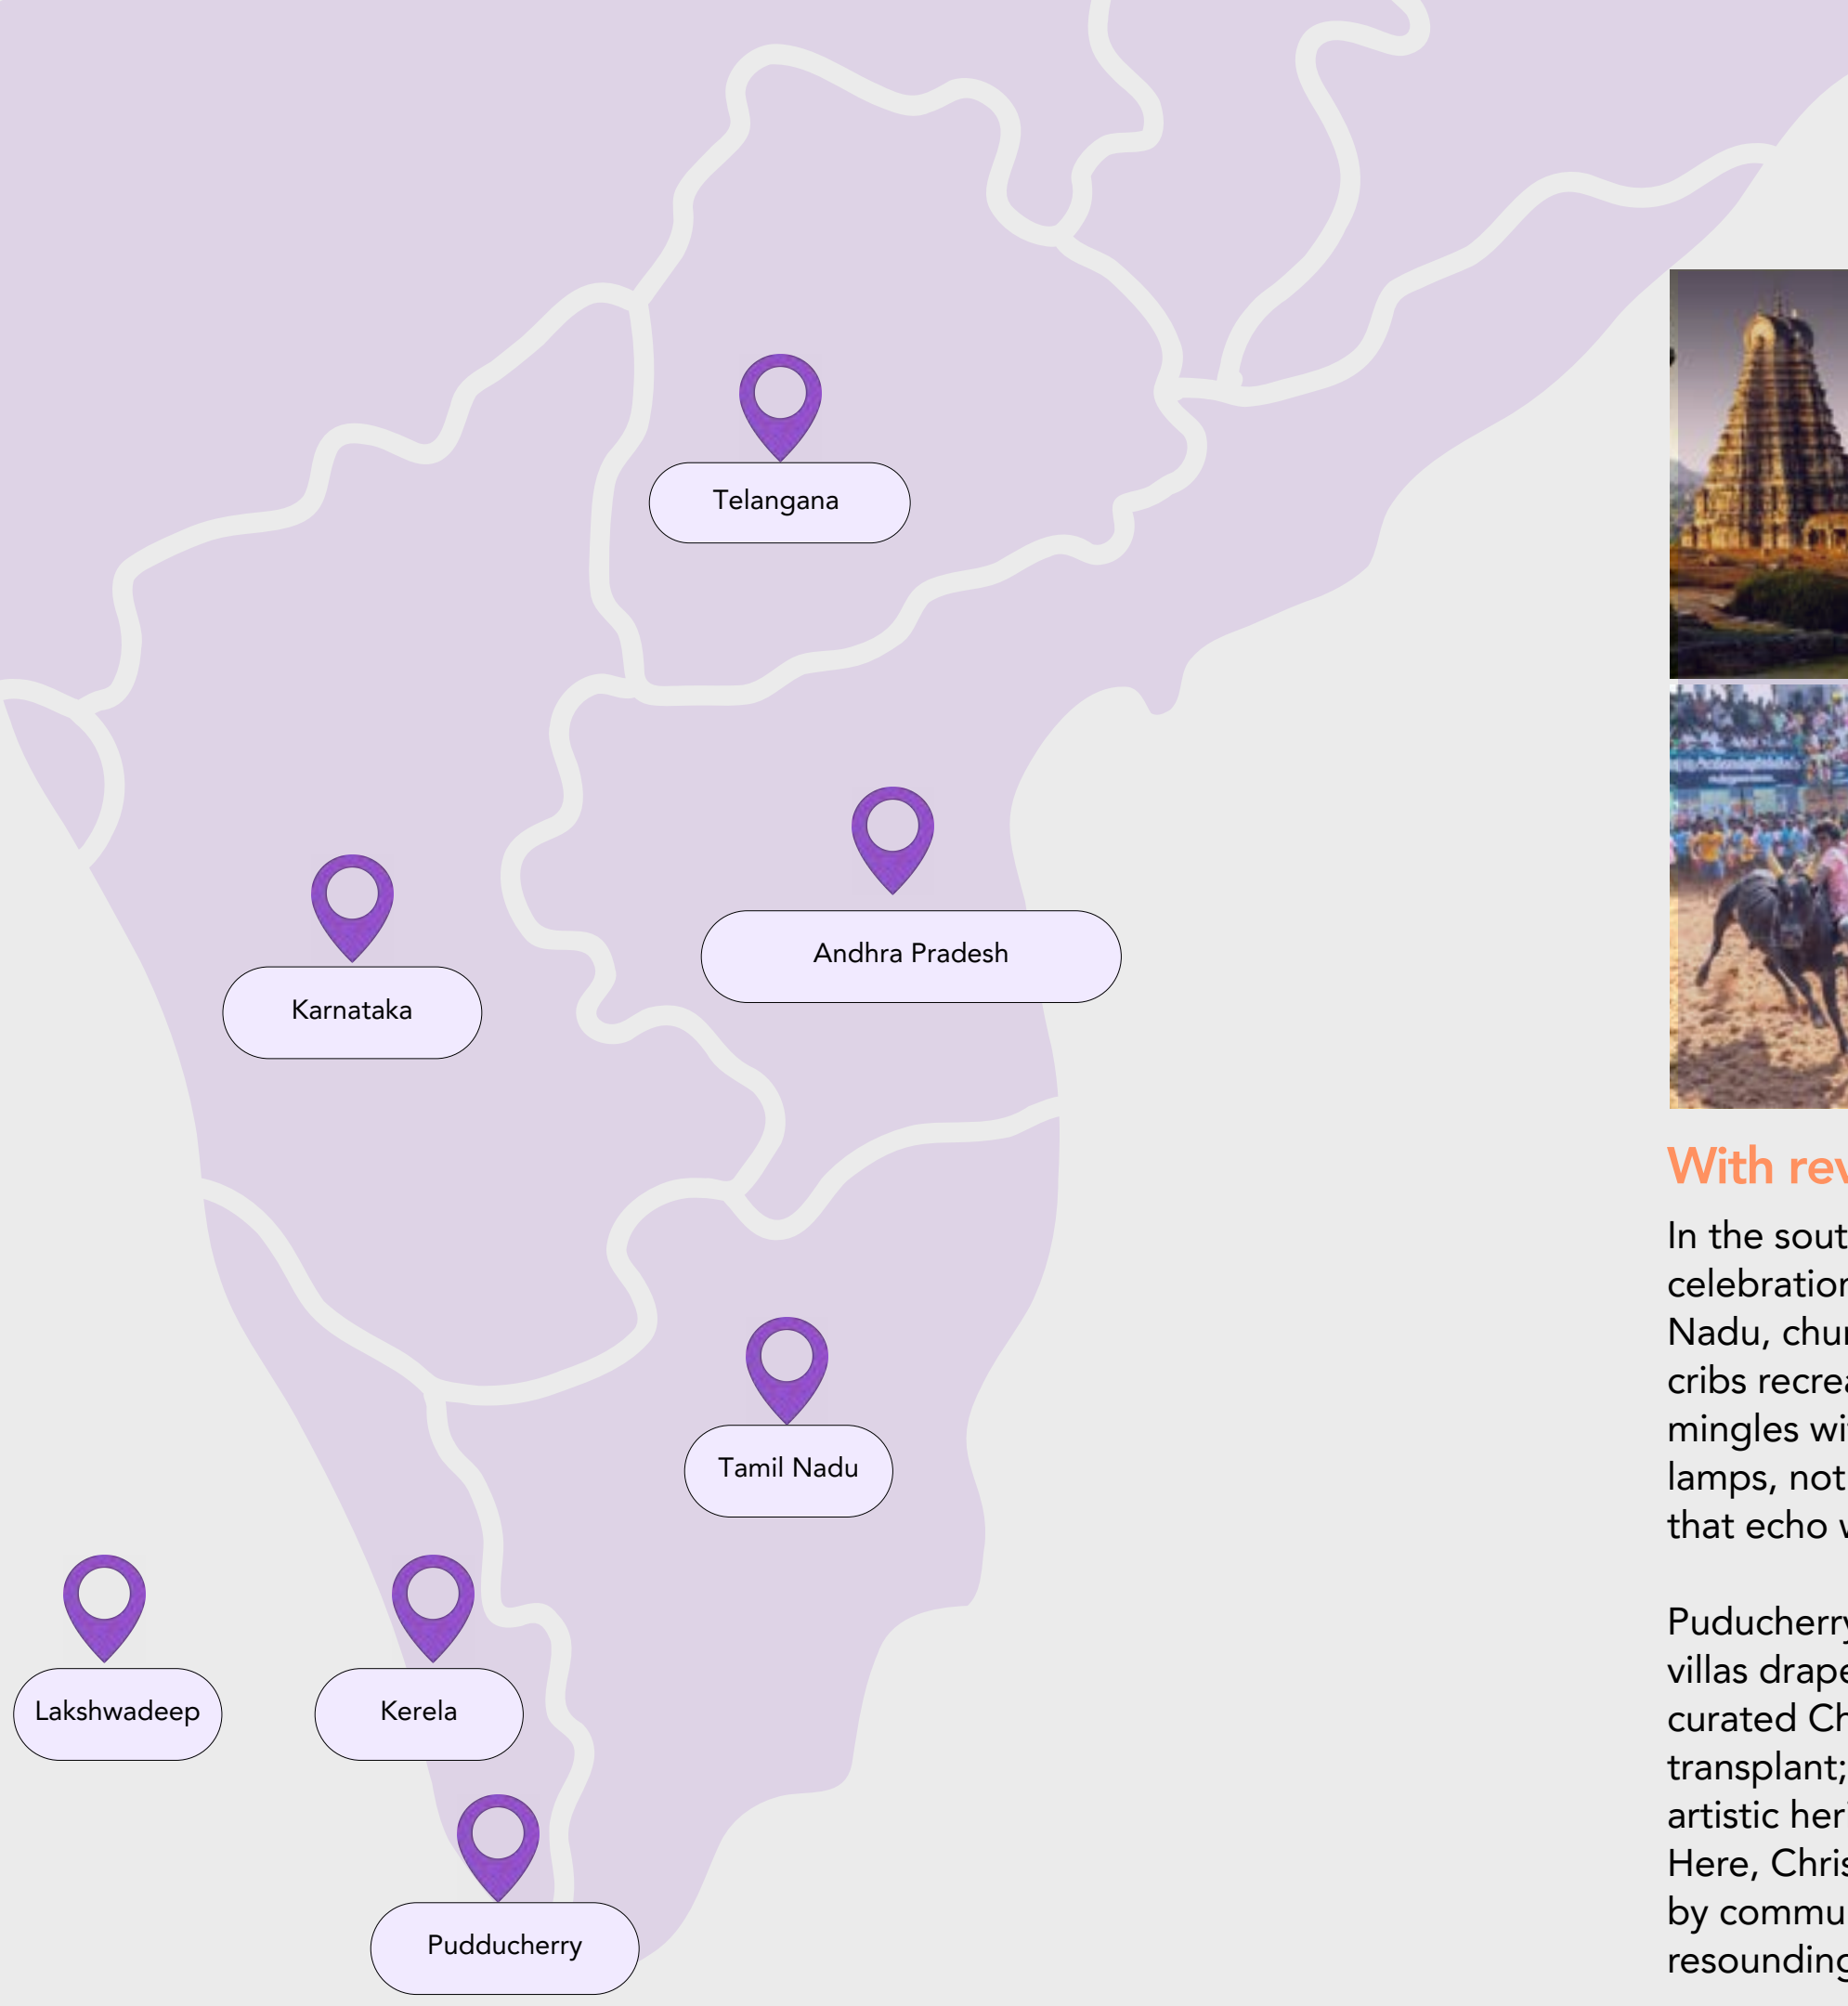 Telangana
Andhra Pradesh
Karnataka
Tamil Nadu
Lakshwadeep
Kerela
Pudducherry
With rev
In the sout
celebration
Nadu, chur
cribs recrea
mingles wi
lamps, not
that echo w
Puducherry
villas drape
curated Ch
transplant;
artistic her
Here, Chris
by commu
resounding